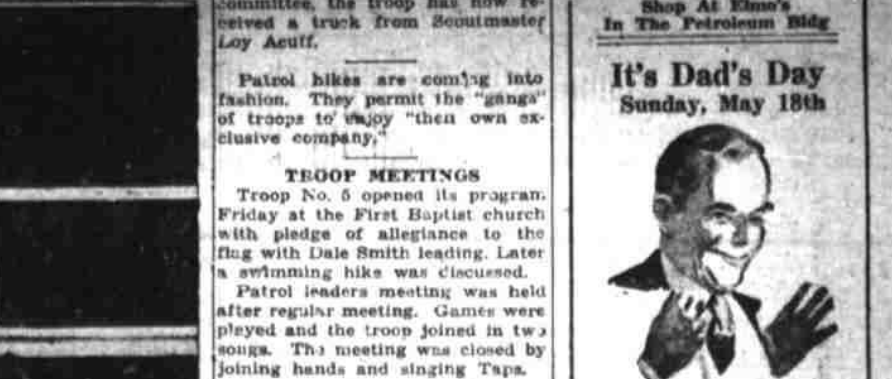 committee, the troop has now re-
ceived a truck from Scoutmaster
Loy Acuff.
Patrol hikes are coming into
fashion. They permit the "gangs"
of troops to enjoy "then own ex-
clusive company."
TROOP MEETINGS
Troop No. 5 opened its program
Friday at the First Baptist church
with pledge of allegiance to the
flag with Dale Smith leading. Later
a swimming hike was discussed.
Patrol leaders meeting was held
after regular meeting. Games were
played and the troop joined in two
songs. The meeting was closed by
joining hands and singing Taps.
Shop At Elmo's
In The Petroleum Bldg
It's Dad's Day
Sunday, May 18th